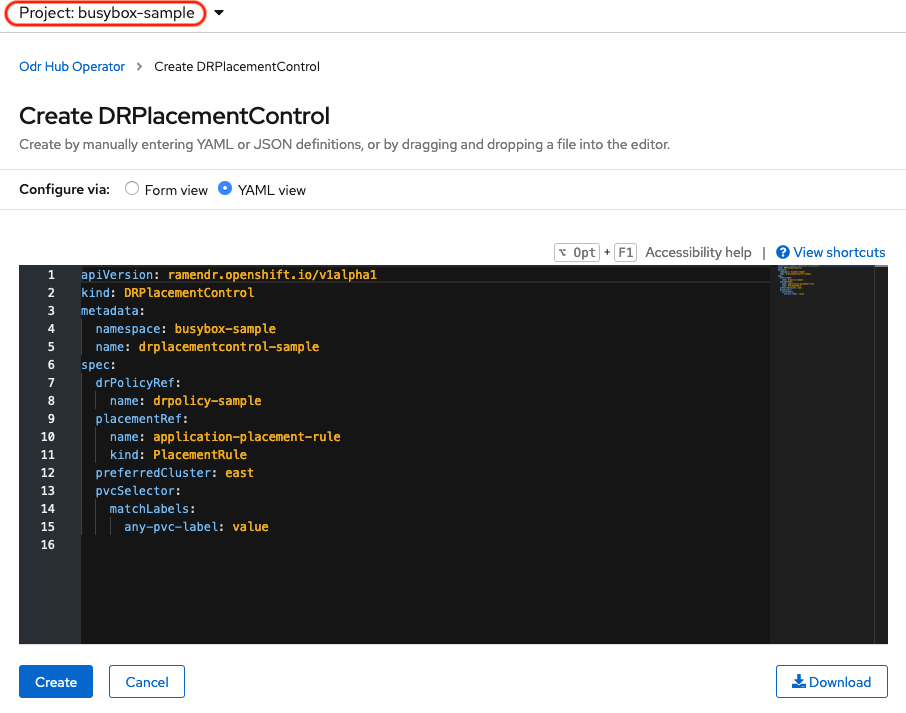 Project: busybox-sample
Odr Hub Operator > Create DRPlacementControl
Create DRPlacementControl
Create by manually entering YAML or JSON definitions, or by dragging and dropping a file into the editor.
Configure via: Form view YAML view
⌥ Opt + F1 Accessibility help | View shortcuts
1 apiVersion: ramendr.openshift.io/v1alpha1
2 kind: DRPlacementControl
3 metadata:
4   namespace: busybox-sample
5   name: drplacementcontrol-sample
6 spec:
7   drPolicyRef:
8     name: drpolicy-sample
9   placementRef:
10     name: application-placement-rule
11     kind: PlacementRule
12   preferredCluster: east
13   pvcSelector:
14     matchLabels:
15       any-pvc-label: value
16
Create Cancel Download